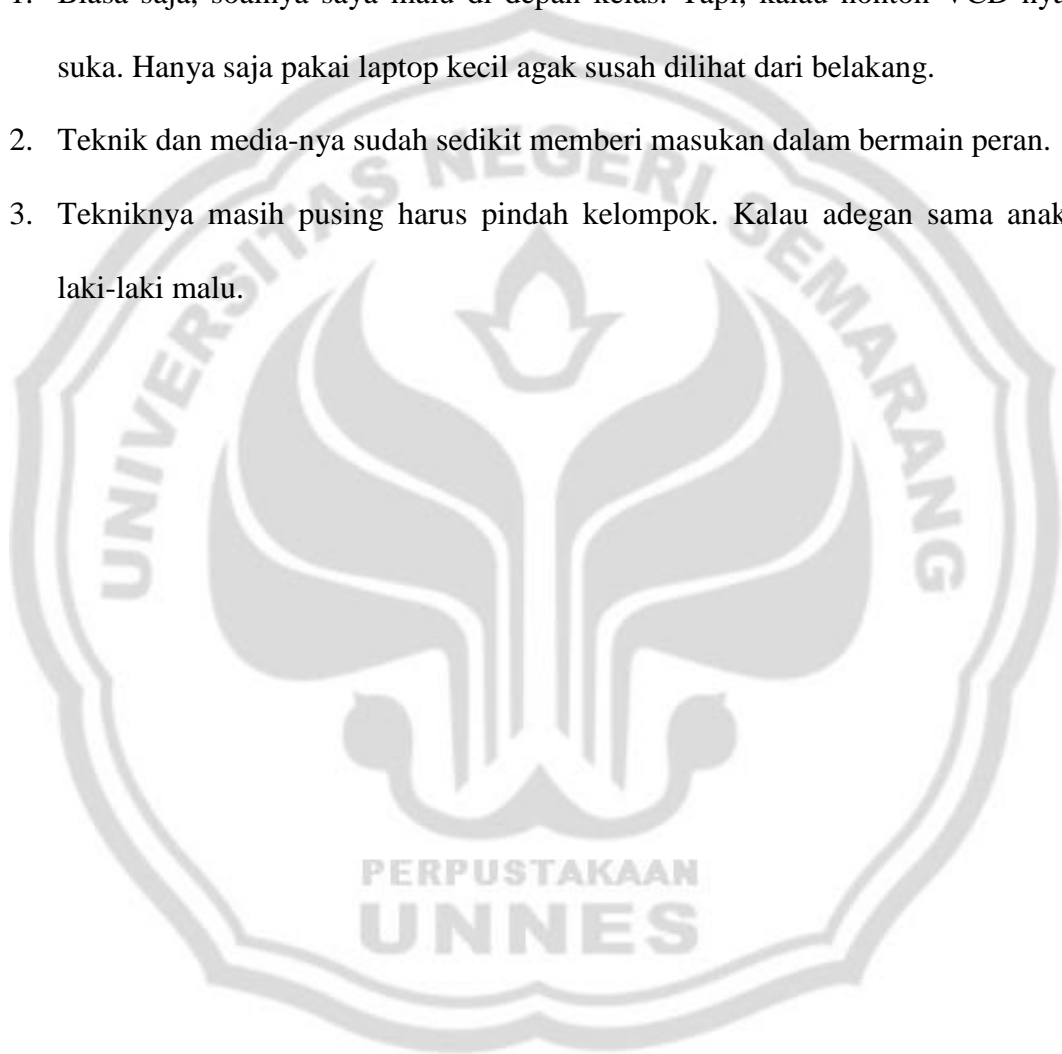 1. Biasa saja, soalnya saya malu di depan kelas. Tapi, kalau nonton VCD-nya
suka. Hanya saja pakai laptop kecil agak susah dilihat dari belakang.
2. Teknik dan media-nya sudah sedikit memberi masukan dalam bermain peran.
3. Tekniknya masih pusing harus pindah kelompok. Kalau adegan sama anak
laki-laki malu.
UNIVERSITAS NEGERI SEMARANG
PERPUSTAKAAN
UNNES